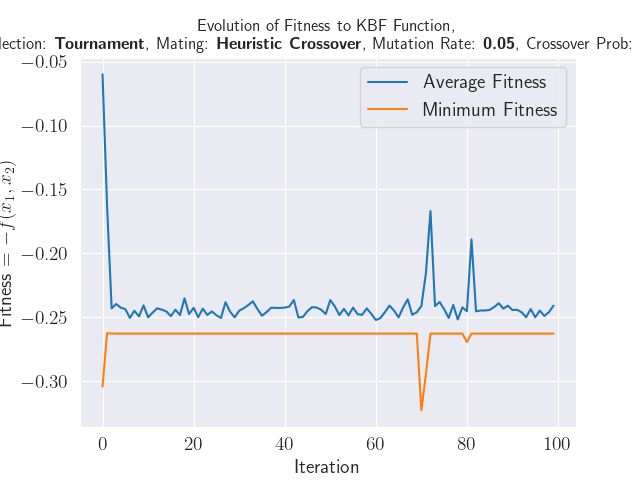 Evolution of Fitness to KBF Function,
lection: Tournament, Mating: Heuristic Crossover, Mutation Rate: 0.05, Crossover Prob:
−0.05
−0.10
−0.15
−0.20
−0.25
−0.30
Fitness = −f(x₁, x₂)
Average Fitness
Minimum Fitness
0
20
40
60
80
100
Iteration